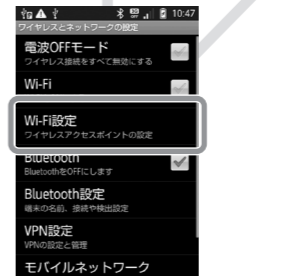 10:47
ワイヤレスとネットワークの設定
電波OFFモード
ワイヤレス接続をすべて無効にする
Wi-Fi
Wi-Fi設定
ワイヤレスアクセスポイントの設定
Bluetooth
BluetoothをOFFにします
Bluetooth設定
端末の名前、接続や検出設定
VPN設定
VPNの設定と管理
モバイルネットワーク